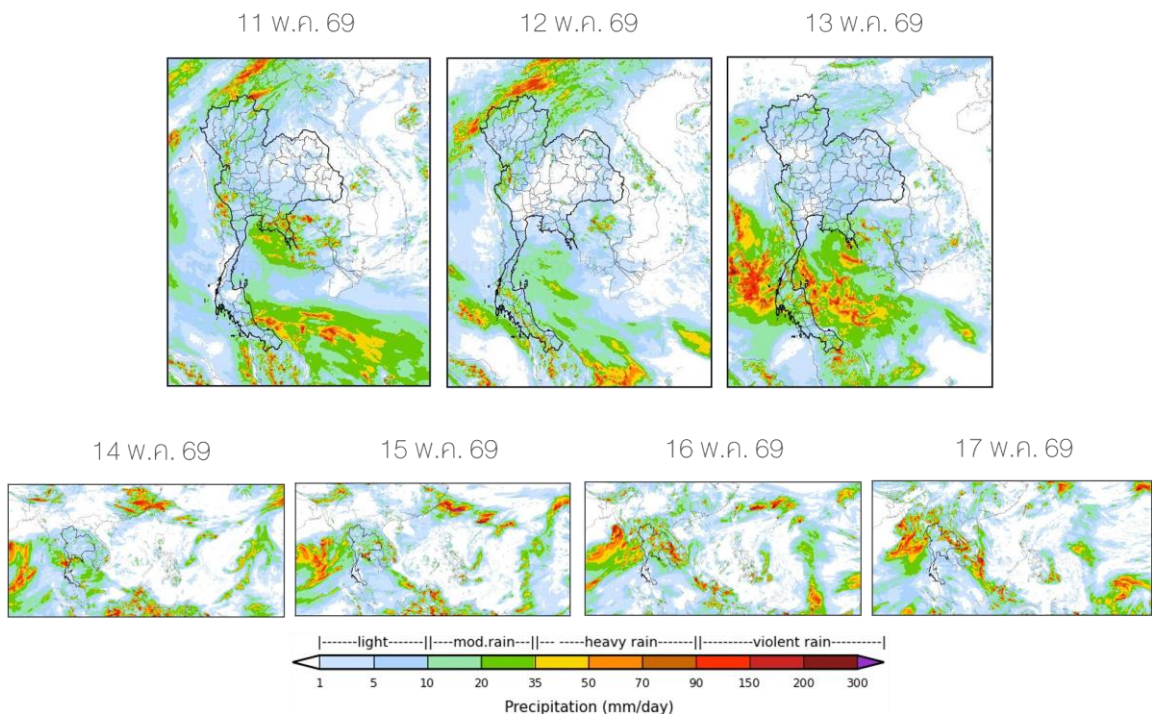 11 พ.ค. 69
12 พ.ค. 69
13 พ.ค. 69
14 พ.ค. 69
15 พ.ค. 69
16 พ.ค. 69
17 พ.ค. 69
|-------light-------||----mod.rain---||--- -----heavy rain-------||---------violent rain-----------|
1 5 10 20 35 50 70 90 150 200 300
Precipitation (mm/day)